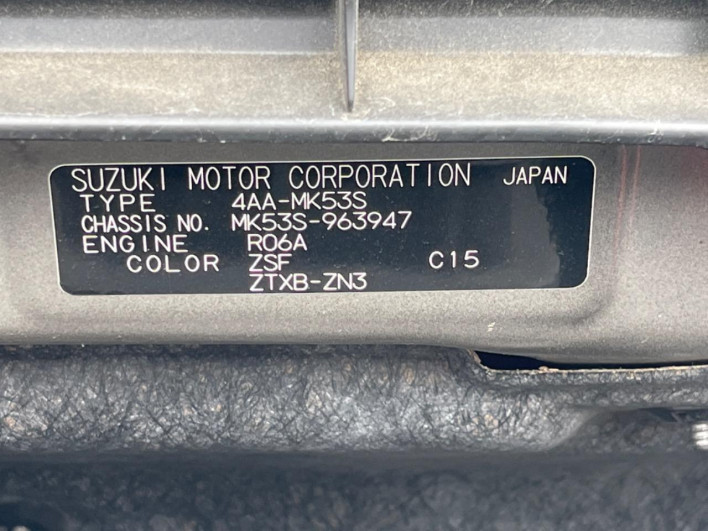 SUZUKI MOTOR CORPORATION JAPAN
TYPE 4AA-MK53S
CHASSIS NO. MK53S-963947
ENGINE R06A
COLOR ZSF C15
ZTXB-ZN3